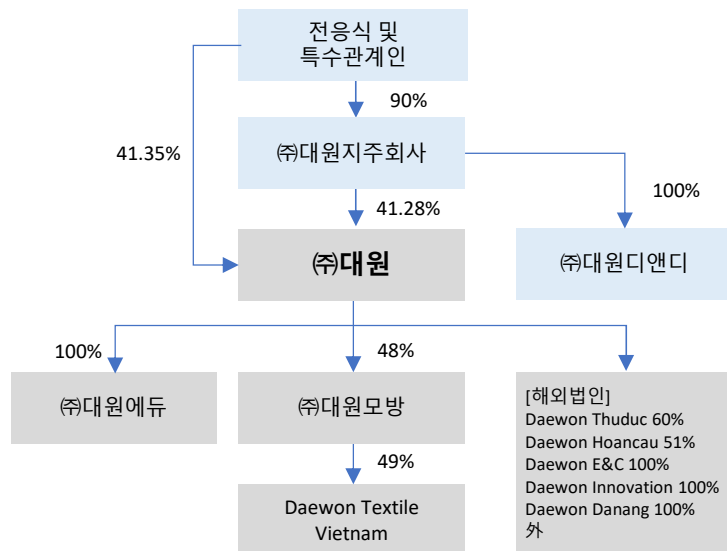 전응식 및
특수관계인
90%
41.35%
㈜대원지주회사
100%
41.28%
㈜대원
㈜대원디앤디
100%
48%
㈜대원에듀
㈜대원모방
[해외법인]
Daewon Thuduc 60%
Daewon Hoancau 51%
Daewon E&C 100%
Daewon Innovation 100%
Daewon Danang 100%
外
49%
Daewon Textile
Vietnam